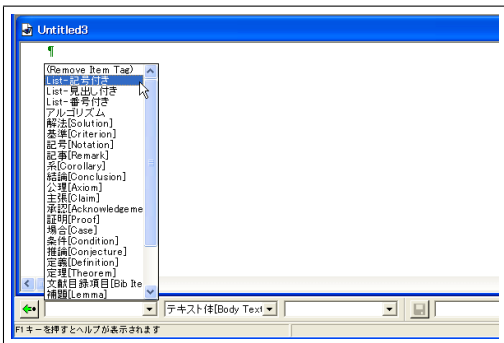 Untitled3
¶
(Remove Item Tag)
List-記号付き
List-見出し付き
List-番号付き
アルゴリズム
解法[Solution]
基準[Criterion]
記号[Notation]
記事[Remark]
系[Corollary]
結論[Conclusion]
公理[Axiom]
主張[Claim]
承認[Acknowledgeme
証明[Proof]
場合[Case]
条件[Condition]
推論[Conjecture]
定義[Definition]
定理[Theorem]
文献目録項目[Bib Ite
補題[Lemma]
テキスト体[Body Text
F1 キーを押すとヘルプが表示されます